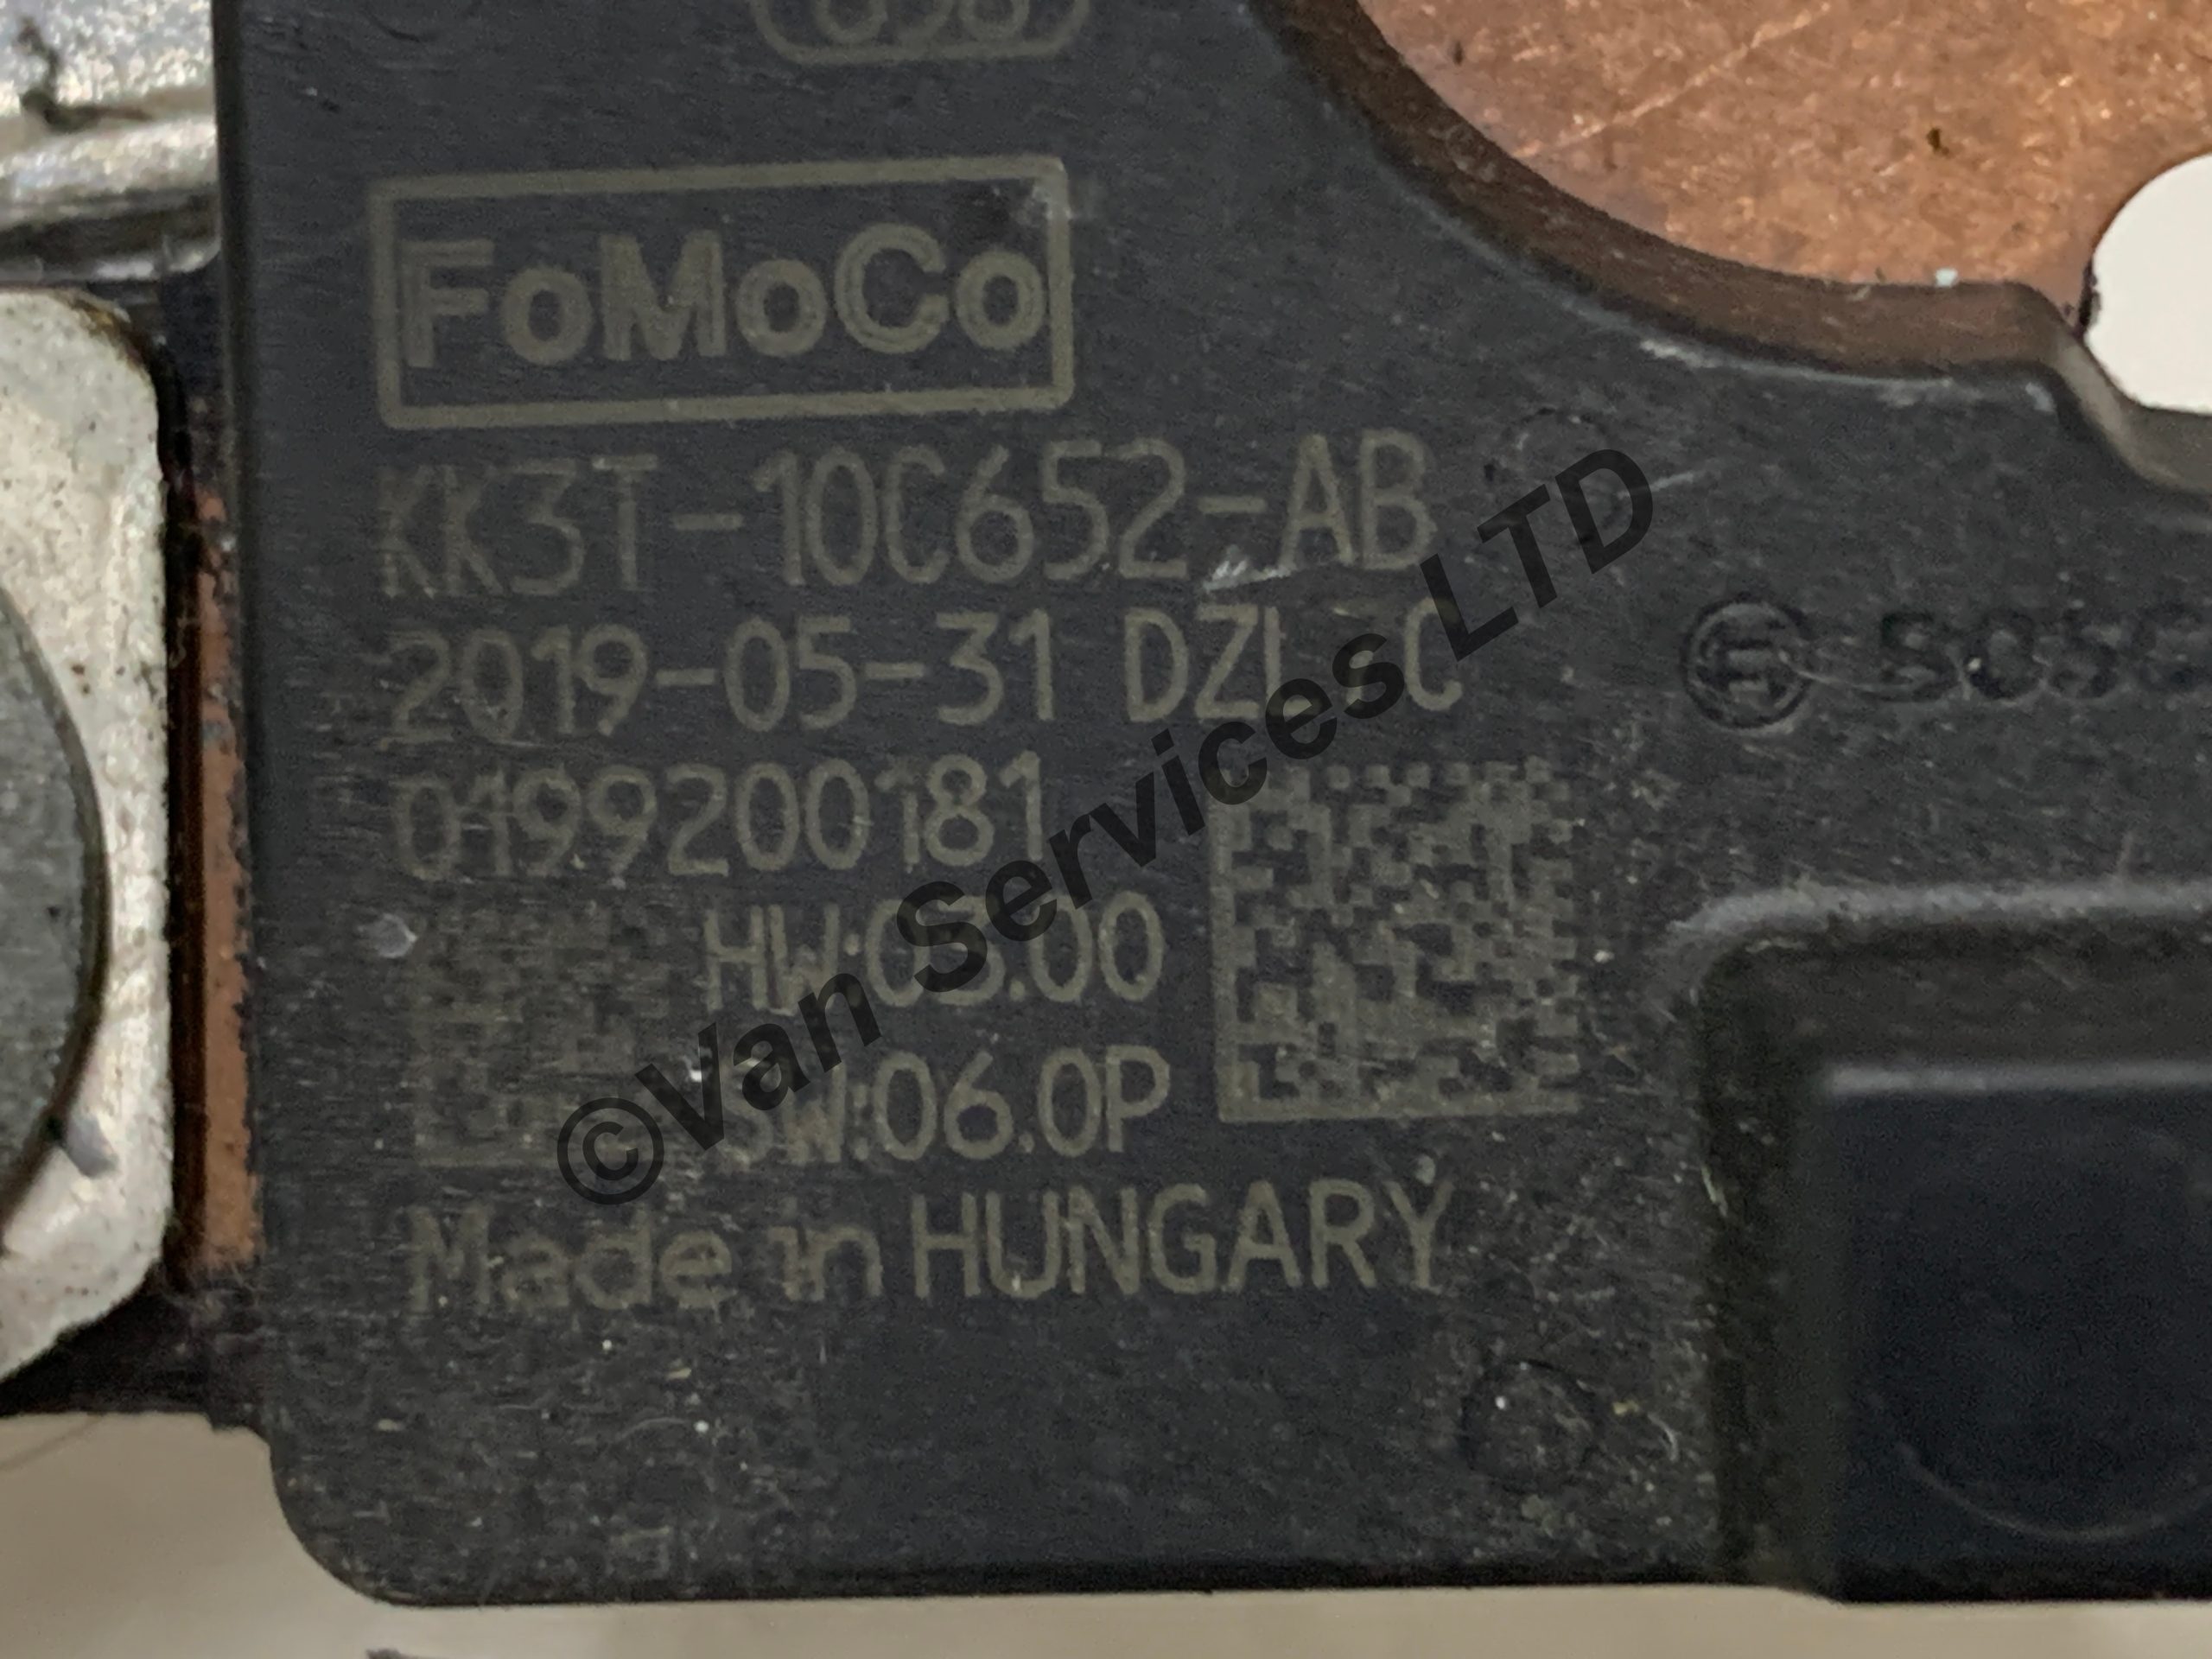 FoMoCo
KK3T-10C652-AB
2019-05-31
0199200181
HW:03.00
SW:06.0P
Made in HUNGARY
©Van Services LTD